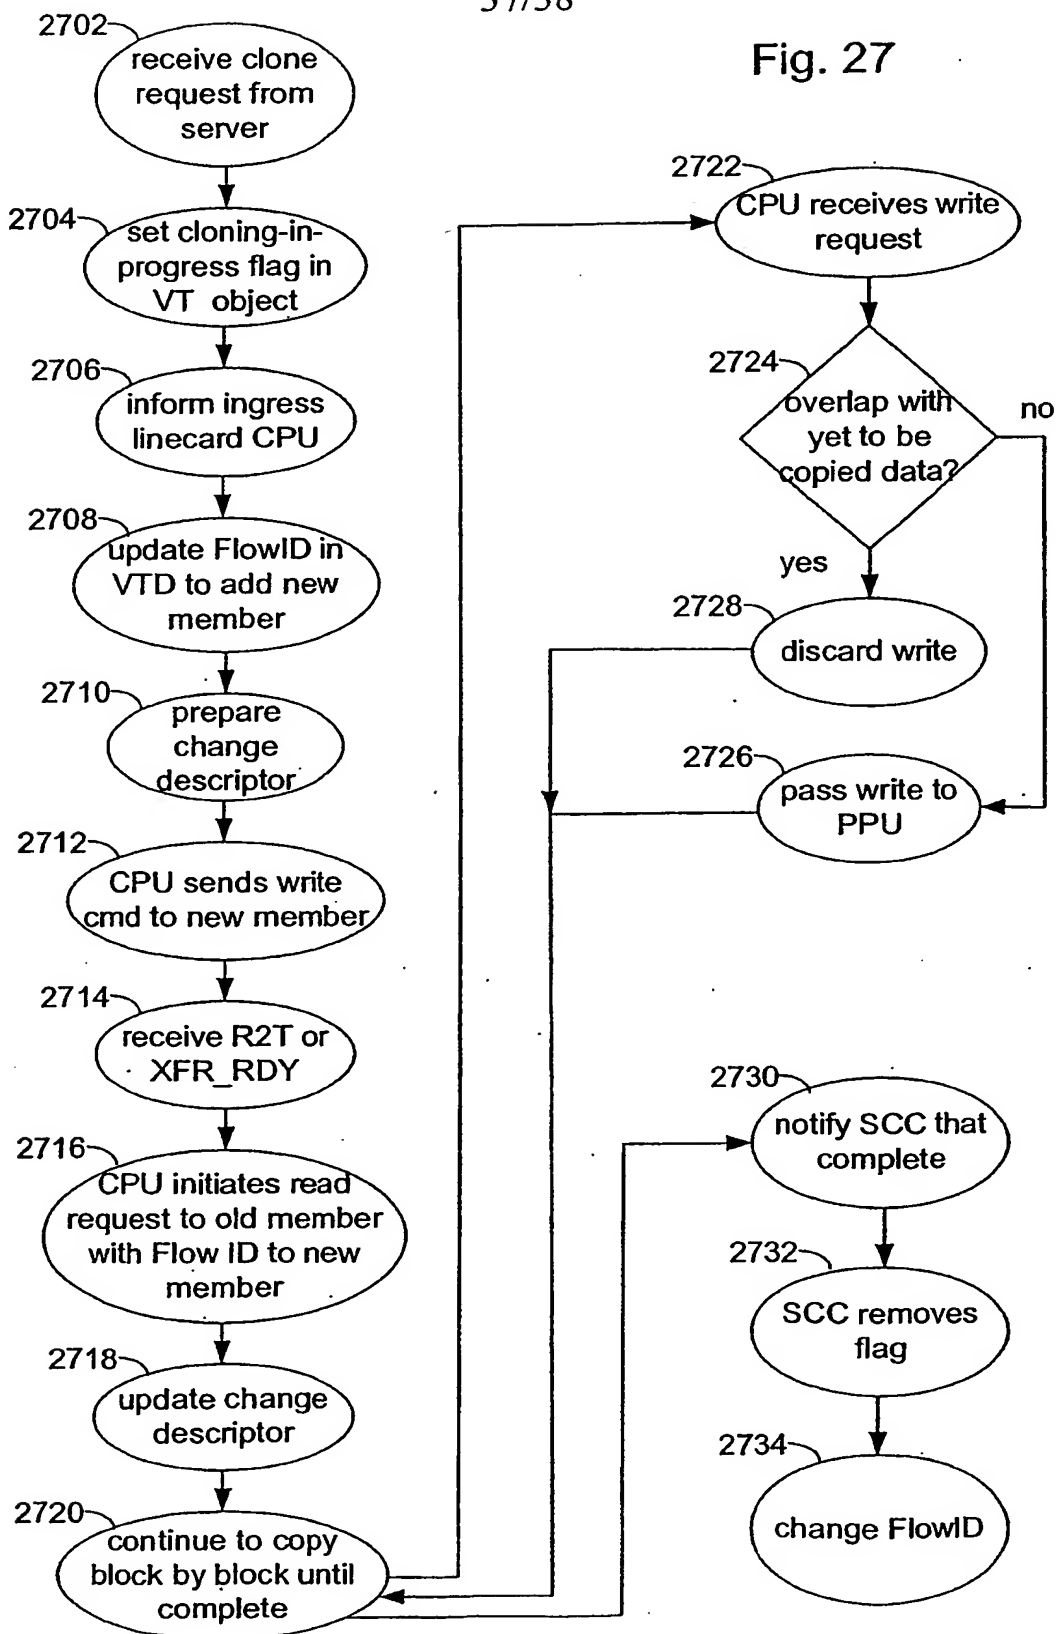 37/38
Fig. 27
2702
receive clone
request from
server
2704
set cloning-in-
progress flag in
VT object
2706
inform ingress
linecard CPU
2708
update FlowID in
VTD to add new
member
2710
prepare
change
descriptor
2712
CPU sends write
cmd to new member
2714
receive R2T or
XFR_RDY
2716
CPU initiates read
request to old member
with Flow ID to new
member
2718
update change
descriptor
2720
continue to copy
block by block until
complete
2722
CPU receives write
request
2724
overlap with
yet to be
copied data?
no
yes
2728
discard write
2726
pass write to
PPU
2730
notify SCC that
complete
2732
SCC removes
flag
2734
change FlowID